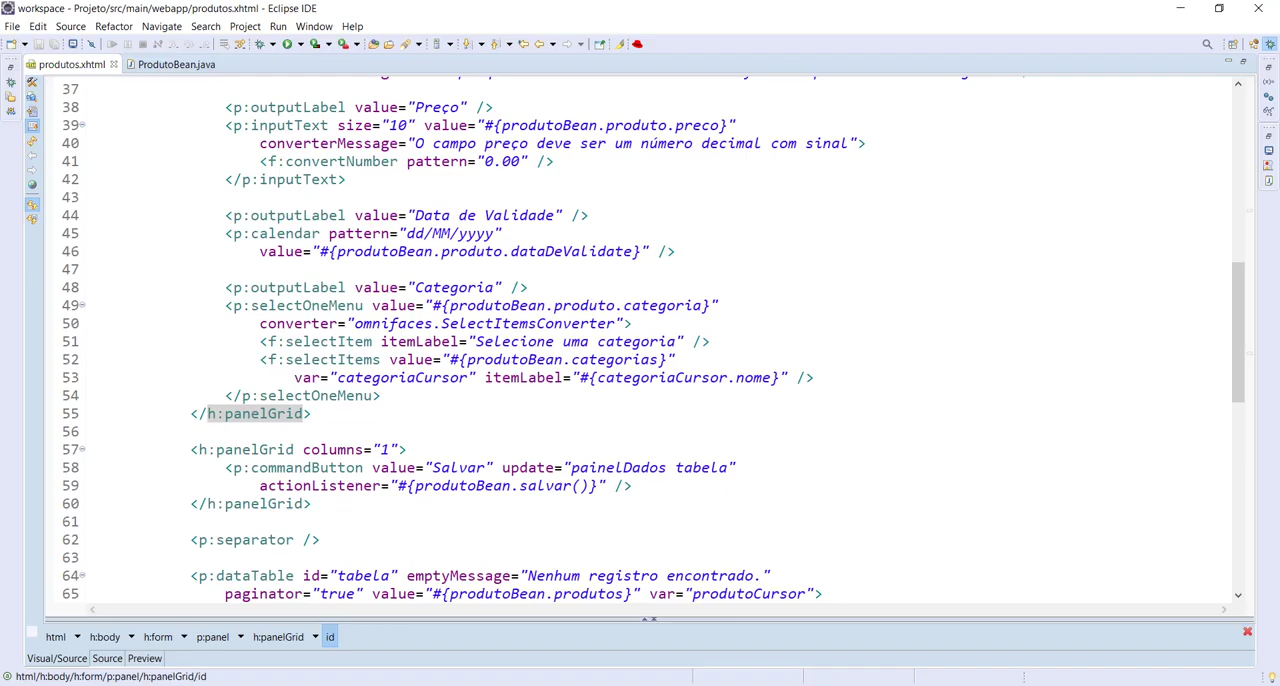 workspace - Projeto/src/main/webapp/produtos.xhtml - Eclipse IDE
File Edit Source Refactor Navigate Search Project Run Window Help
produtos.xhtml ProdutoBean.java
37
38 <p:outputLabel value="Preço" />
39 <p:inputText size="10" value="#{produtoBean.produto.preco}"
40 converterMessage="O campo preço deve ser um número decimal com sinal">
41 <f:convertNumber pattern="0.00" />
42 </p:inputText>
43
44 <p:outputLabel value="Data de Validade" />
45 <p:calendar pattern="dd/MM/yyyy"
46 value="#{produtoBean.produto.dataDeValidate}" />
47
48 <p:outputLabel value="Categoria" />
49 <p:selectOneMenu value="#{produtoBean.produto.categoria}"
50 converter="omnifaces.SelectItemsConverter">
51 <f:selectItem itemLabel="Selecione uma categoria" />
52 <f:selectItems value="#{produtoBean.categorias}"
53 var="categoriaCursor" itemLabel="#{categoriaCursor.nome}" />
54 </p:selectOneMenu>
55 </h:panelGrid>
56
57 <h:panelGrid columns="1">
58 <p:commandButton value="Salvar" update="painelDados tabela"
59 actionListener="#{produtoBean.salvar()}" />
60 </h:panelGrid>
61
62 <p:separator />
63
64 <p:dataTable id="tabela" emptyMessage="Nenhum registro encontrado."
65 paginator="true" value="#{produtoBean.produtos}" var="produtoCursor">
html h:body h:form p:panel h:panelGrid id
Visual/Source Source Preview
html/h:body/h:form/p:panel/h:panelGrid/id